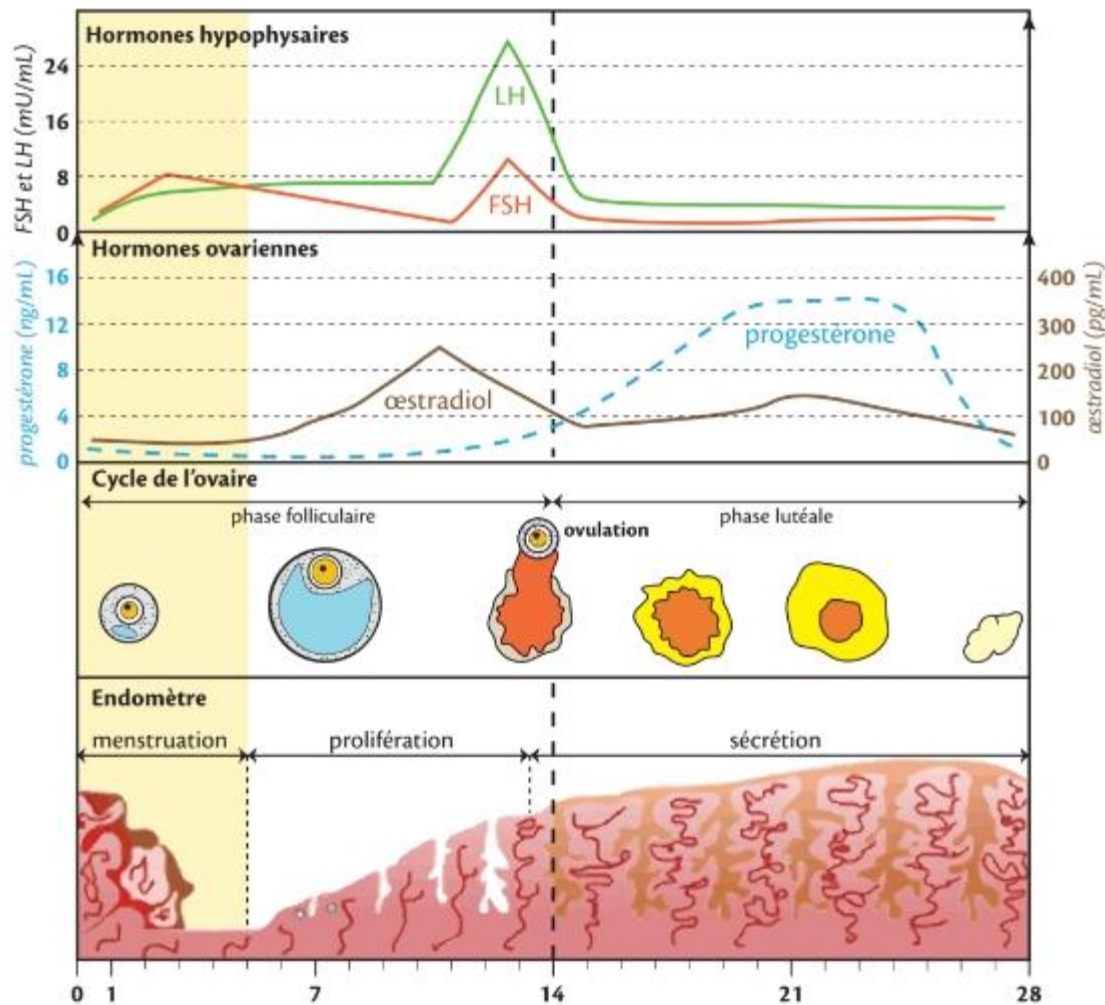 Hormones hypophysaires
FSH et LH (mU/mL)
24
16
8
0
LH
FSH
Hormones ovariennes
progestérone (ng/mL)
16
12
8
4
0
œstradiol
progestérone
400
300
200
100
0
œstradiol (pg/mL)
Cycle de l'ovaire
phase folliculaire
phase lutéale
ovulation
Endomètre
menstruation
prolifération
sécrétion
0 1 7 14 21 28